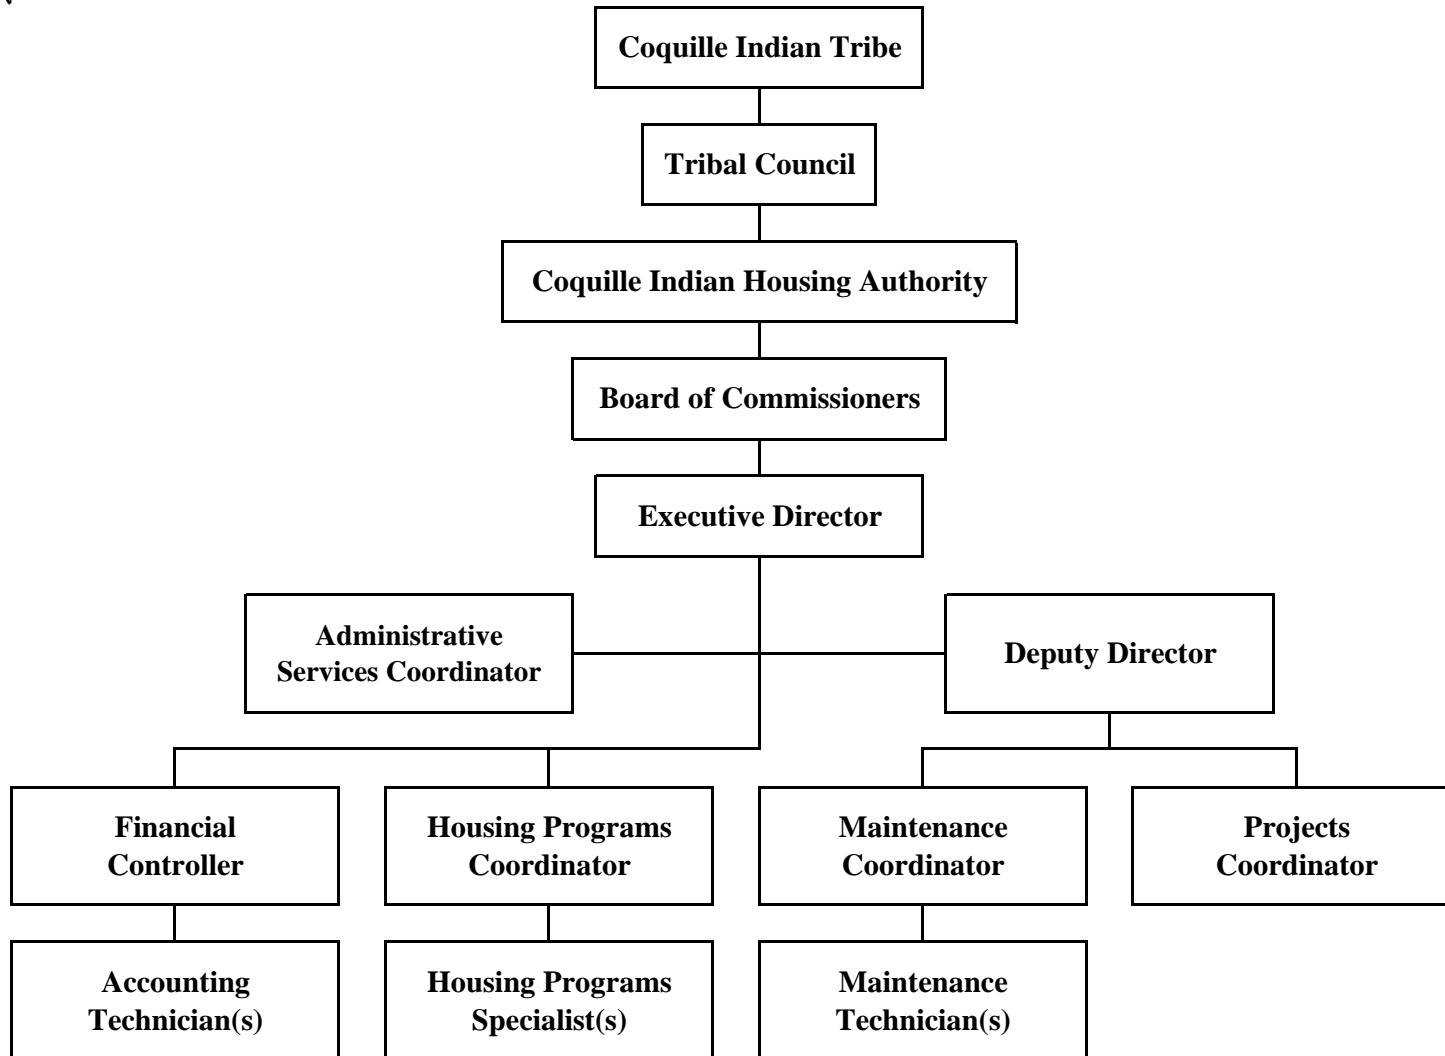 Coquille Indian Tribe
Tribal Council
Coquille Indian Housing Authority
Board of Commissioners
Executive Director
Administrative
Services Coordinator
Deputy Director
Financial
Controller
Housing Programs
Coordinator
Maintenance
Coordinator
Projects
Coordinator
Accounting
Technician(s)
Housing Programs
Specialist(s)
Maintenance
Technician(s)